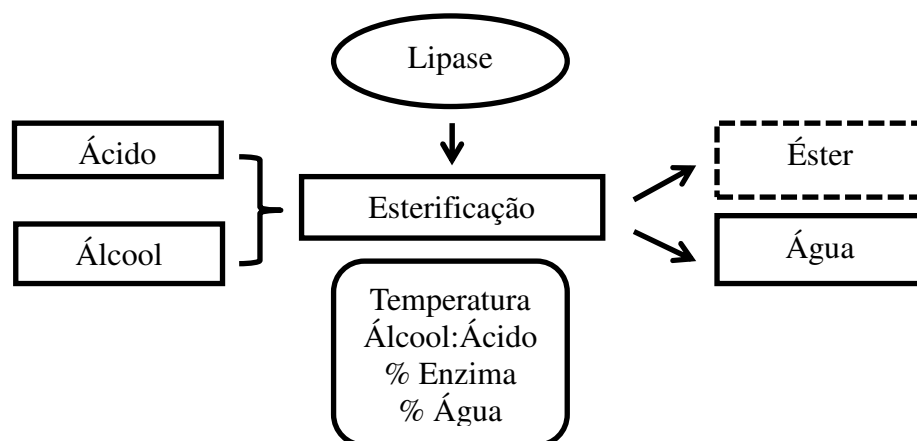 Lipase
Ácido
Éster
Esterificação
Álcool
Água
Temperatura
Álcool:Ácido
% Enzima
% Água